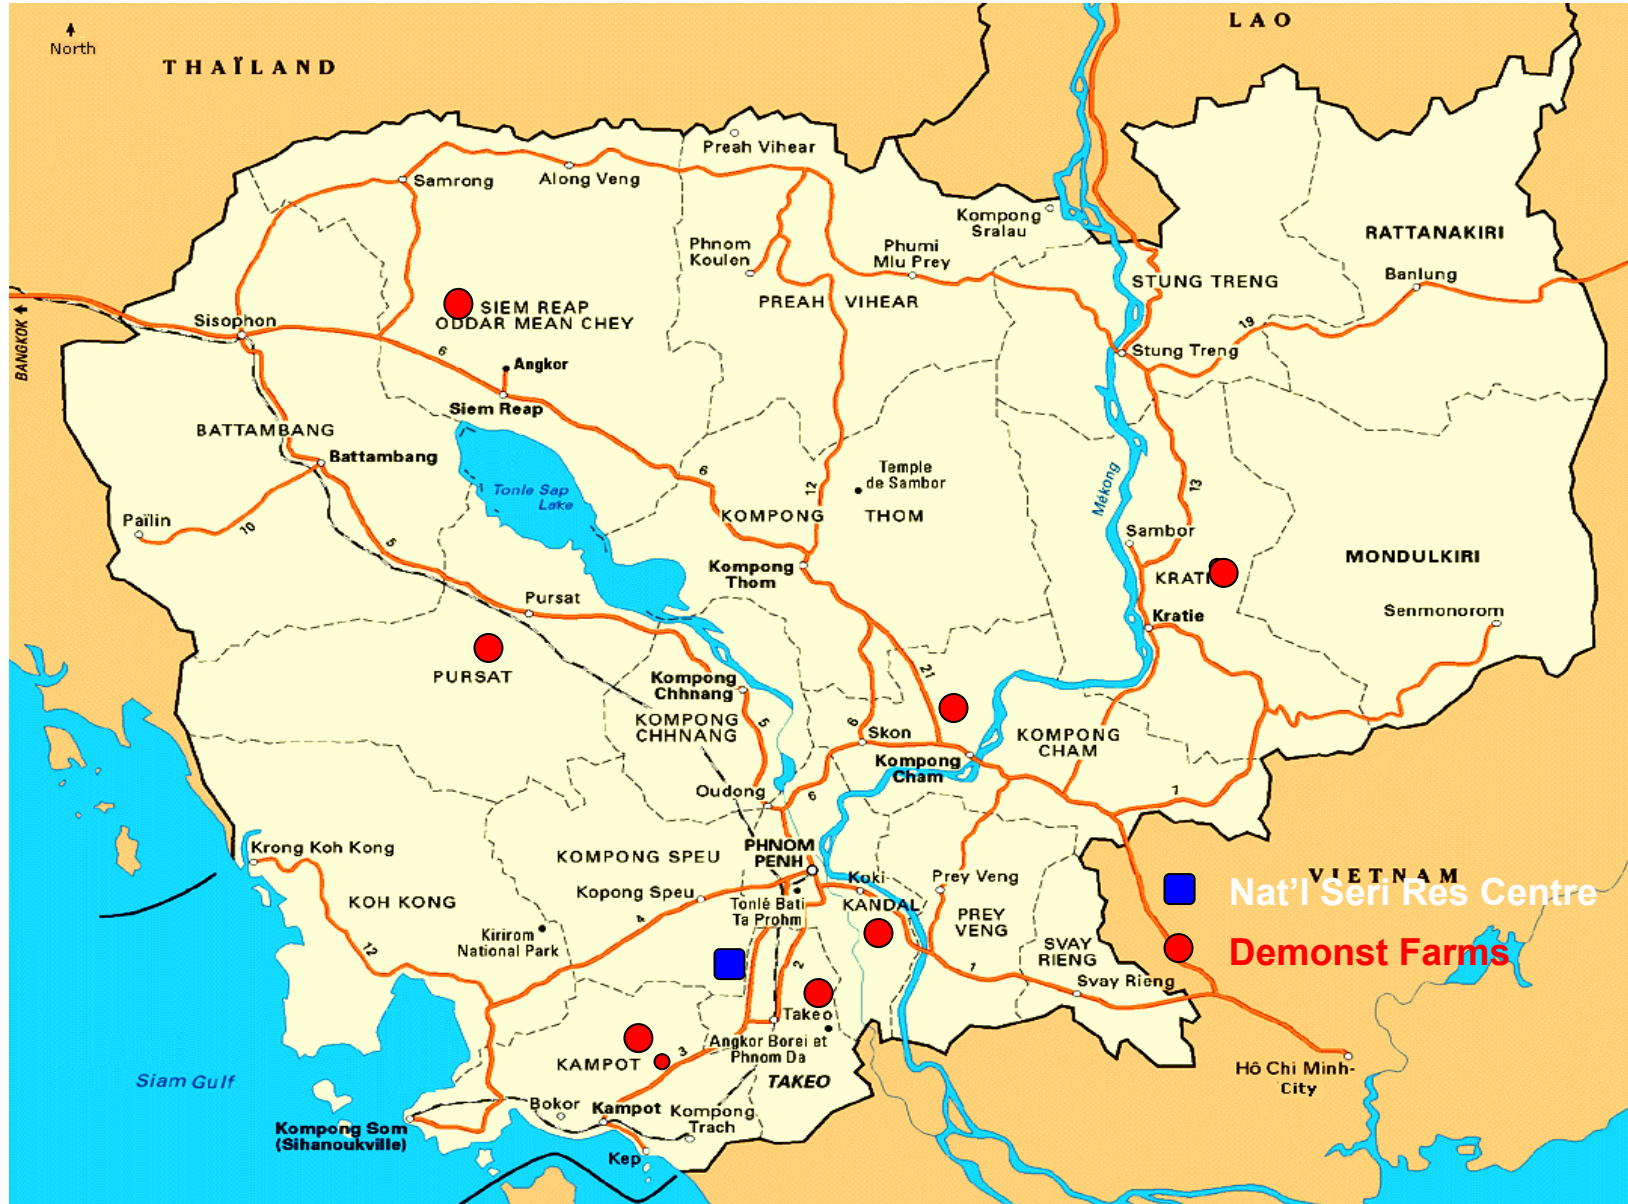 North
THAÏLAND
LAO
Preah Vihear
Samrong
Along Veng
Kompong
Sralau
Phnom
Koulen
Phumi
Mlu Prey
RATTANAKIRI
Banlung
STUNG TRENG
PREAH VIHEAR
SIEM REAP
ODDAR MEAN CHEY
Sisophon
BANGKOK
19
Stung Treng
6
Angkor
Siem Reap
BATTAMBANG
Battambang
Tonle Sap
Lake
6
12
Temple
de Sambor
Mékong
13
KOMPONG THOM
Païlin
10
5
Sambor
MONDULKIRI
Kompong
Thom
KRATI
Pursat
Kratie
Senmonorom
PURSAT
Kompong
Chhnang
21
KOMPONG
CHHNANG
5
6
Skon
KOMPONG
CHAM
Kompong
Cham
Oudong
6
7
PHNOM
PENH
Krong Koh Kong
KOMPONG SPEU
Kopong Speu
Koki
Prey Veng
VIETNAM
Nat’l Seri Res Centre
KOH KONG
4
Tonlé Bati
Ta Prohm
KANDAL
PREY
VENG
12
Kirirom
National Park
SVAY
RIENG
Demonst Farms
2
1
Svay Rieng
Takeo
Angkor Borei et
Phnom Da
3
KAMPOT
TAKEO
Hô Chi Minh-
City
Siam Gulf
Bokor
Kampot
Kompong
Trach
Kompong Som
(Sihanoukville)
Kep